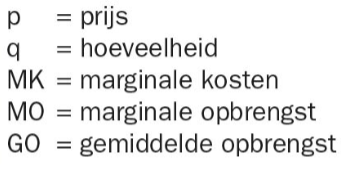 p = prijs
q = hoeveelheid
MK = marginale kosten
MO = marginale opbrengst
GO = gemiddelde opbrengst